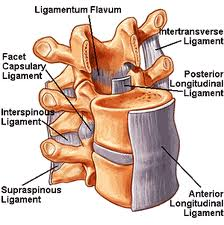 Ligamentum Flavum
Intertransverse
Ligament
Facet
Capsulary
Ligament
Posterior
Longitudinal
Ligament
Interspinous
Ligament
Supraspinous
Ligament
Anterior
Longitudinal
Ligament